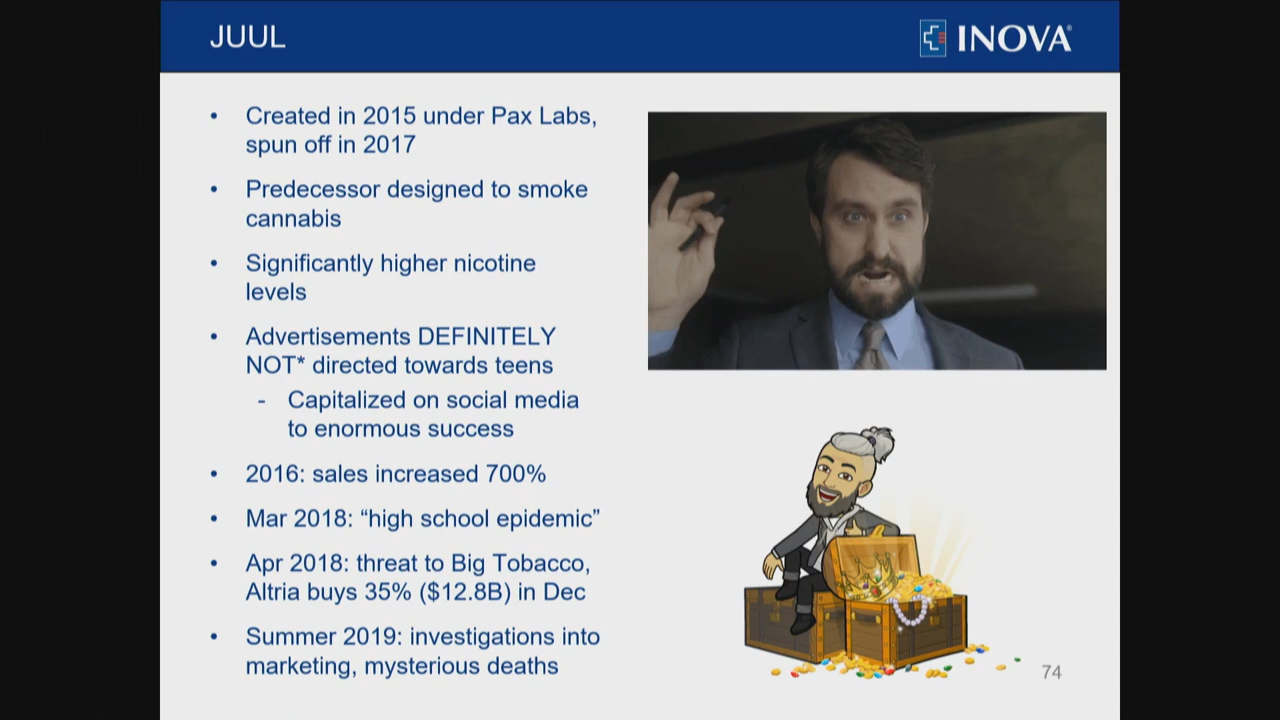 JUUL
INOVA®
• Created in 2015 under Pax Labs,
spun off in 2017
• Predecessor designed to smoke
cannabis
• Significantly higher nicotine
levels
• Advertisements DEFINITELY
NOT* directed towards teens
- Capitalized on social media
to enormous success
• 2016: sales increased 700%
• Mar 2018: “high school epidemic”
• Apr 2018: threat to Big Tobacco,
Altria buys 35% ($12.8B) in Dec
• Summer 2019: investigations into
marketing, mysterious deaths
74